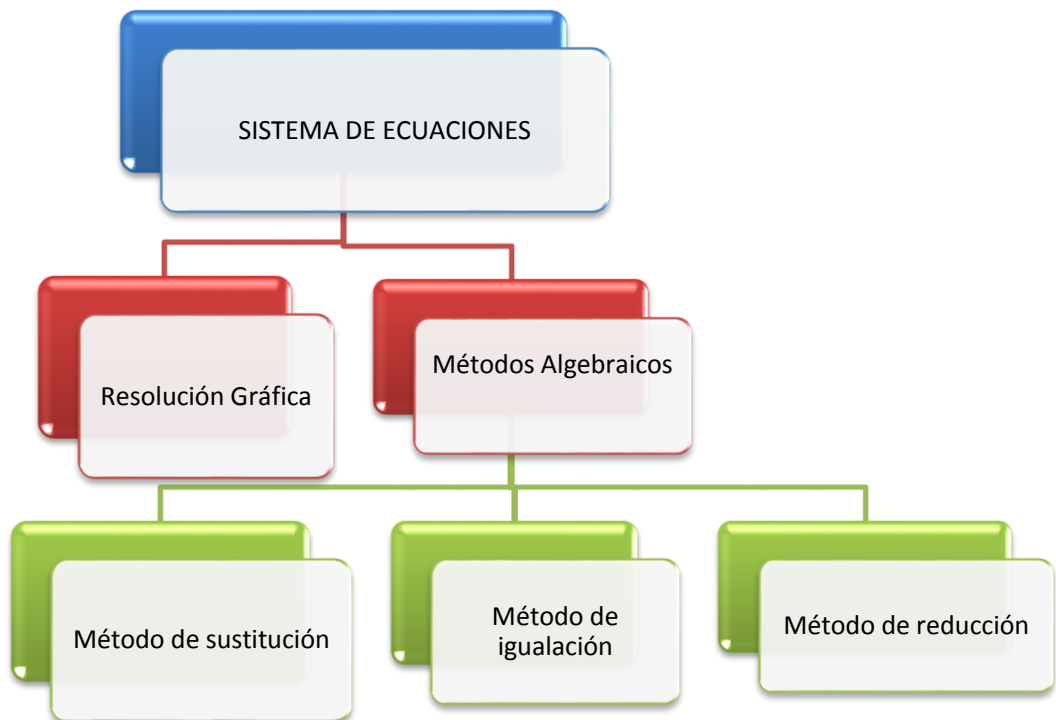 SISTEMA DE ECUACIONES
Resolución Gráfica
Métodos Algebraicos
Método de sustitución
Método de
igualación
Método de reducción